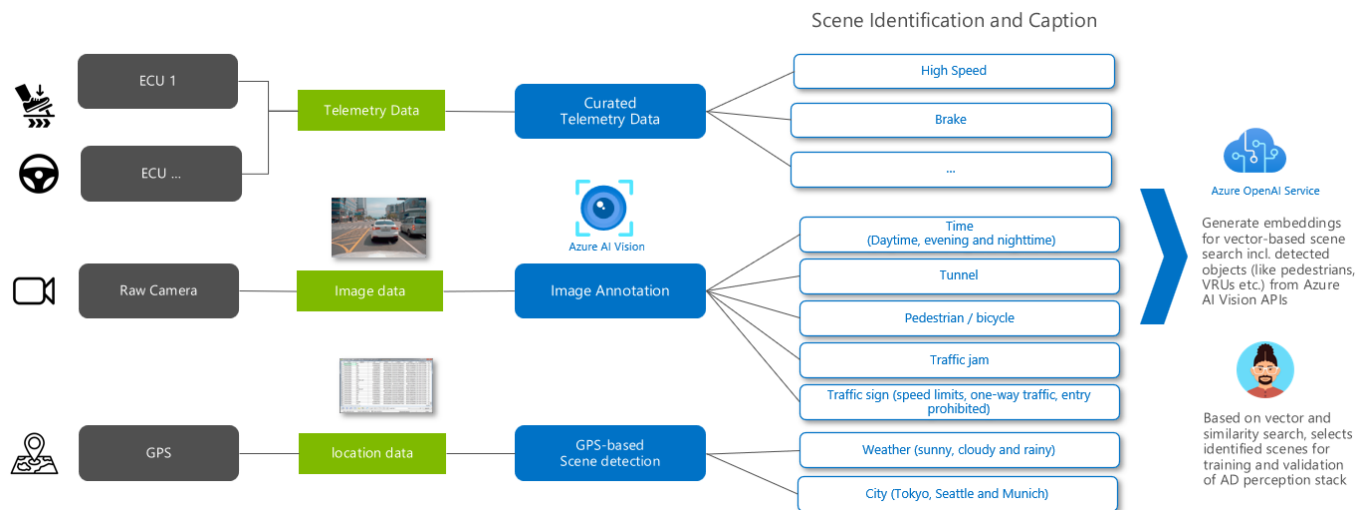 Scene Identification and Caption
ECU 1
ECU ...
Telemetry Data
Curated
Telemetry Data
High Speed
Brake
...
Azure AI Vision
Raw Camera
Image data
Image Annotation
Time
(Daytime, evening and nighttime)
Tunnel
Pedestrian / bicycle
Traffic jam
Traffic sign (speed limits, one-way traffic, entry
prohibited)
GPS
location data
GPS-based
Scene detection
Weather (sunny, cloudy and rainy)
City (Tokyo, Seattle and Munich)
Azure OpenAI Service
Generate embeddings
for vector-based scene
search incl. detected
objects (like pedestrians,
VRUs etc.) from Azure
AI Vision APIs
Based on vector and
similarity search, selects
identified scenes for
training and validation
of AD perception stack